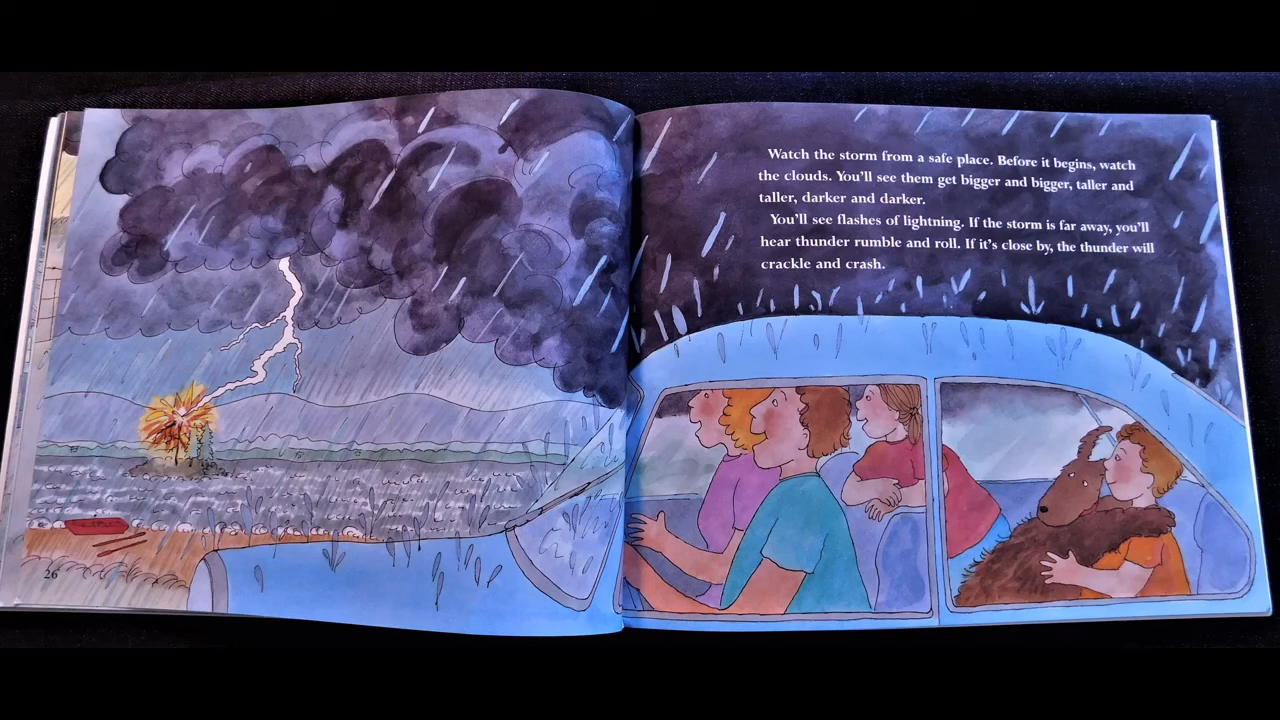 Watch the storm from a safe place. Before it begins, watch
the clouds. You'll see them get bigger and bigger, taller and
taller, darker and darker.
You'll see flashes of lightning. If the storm is far away, you'll
hear thunder rumble and roll. If it's close by, the thunder will
crackle and crash.
26